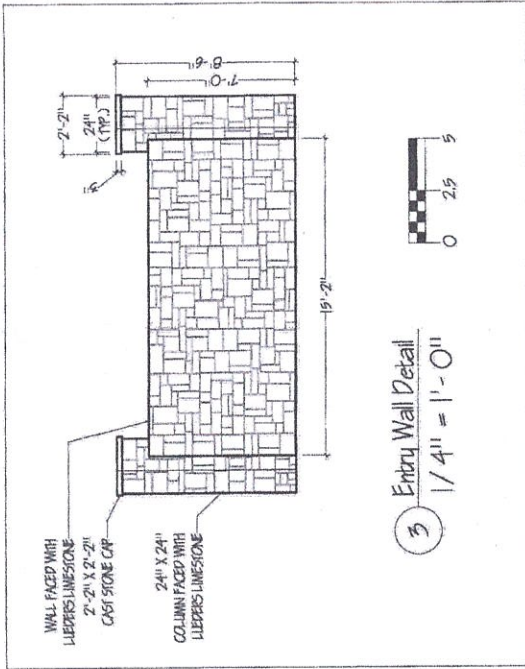 WALL FACED WITH
LUEDERS LIMESTONE
2'-2" X 2'-2"
CAST STONE CAP
24" X 24"
COLUMN FACED WITH
LUEDERS LIMESTONE
2'-2"
24"
(TYP.)
3"
7'-0"
8'-6"
15'-2"
3
Entry Wall Detail
1/4" = 1'-0"
0
2.5
5